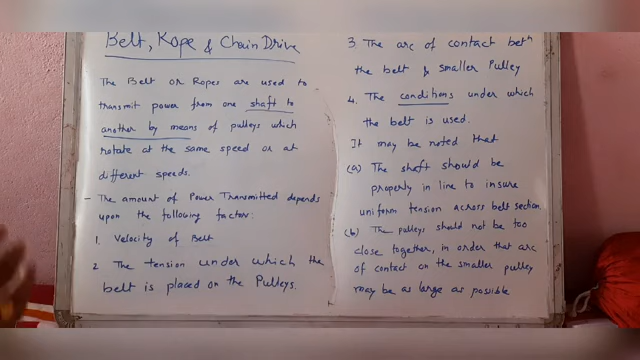 Belt, Rope & Chain Drive
The Belt or Ropes are used to
transmit power from one shaft to
another by means of pulleys which
rotate at the same speed or at
different speeds.
- The amount of Power Transmitted depends
upon the following factor:
1. Velocity of Belt
2 The tension under which the
belt is placed on the Pulleys.
3 The arc of contact betn
the belt & smaller Pulley
4. The conditions under which
the belt is used.
It may be noted that
(a) The shaft should be
properly in line to insure
uniform tension across belt section.
(b) The pulleys should not be too
close together, in order that arc
of contact on the smaller pulley
may be as large as possible